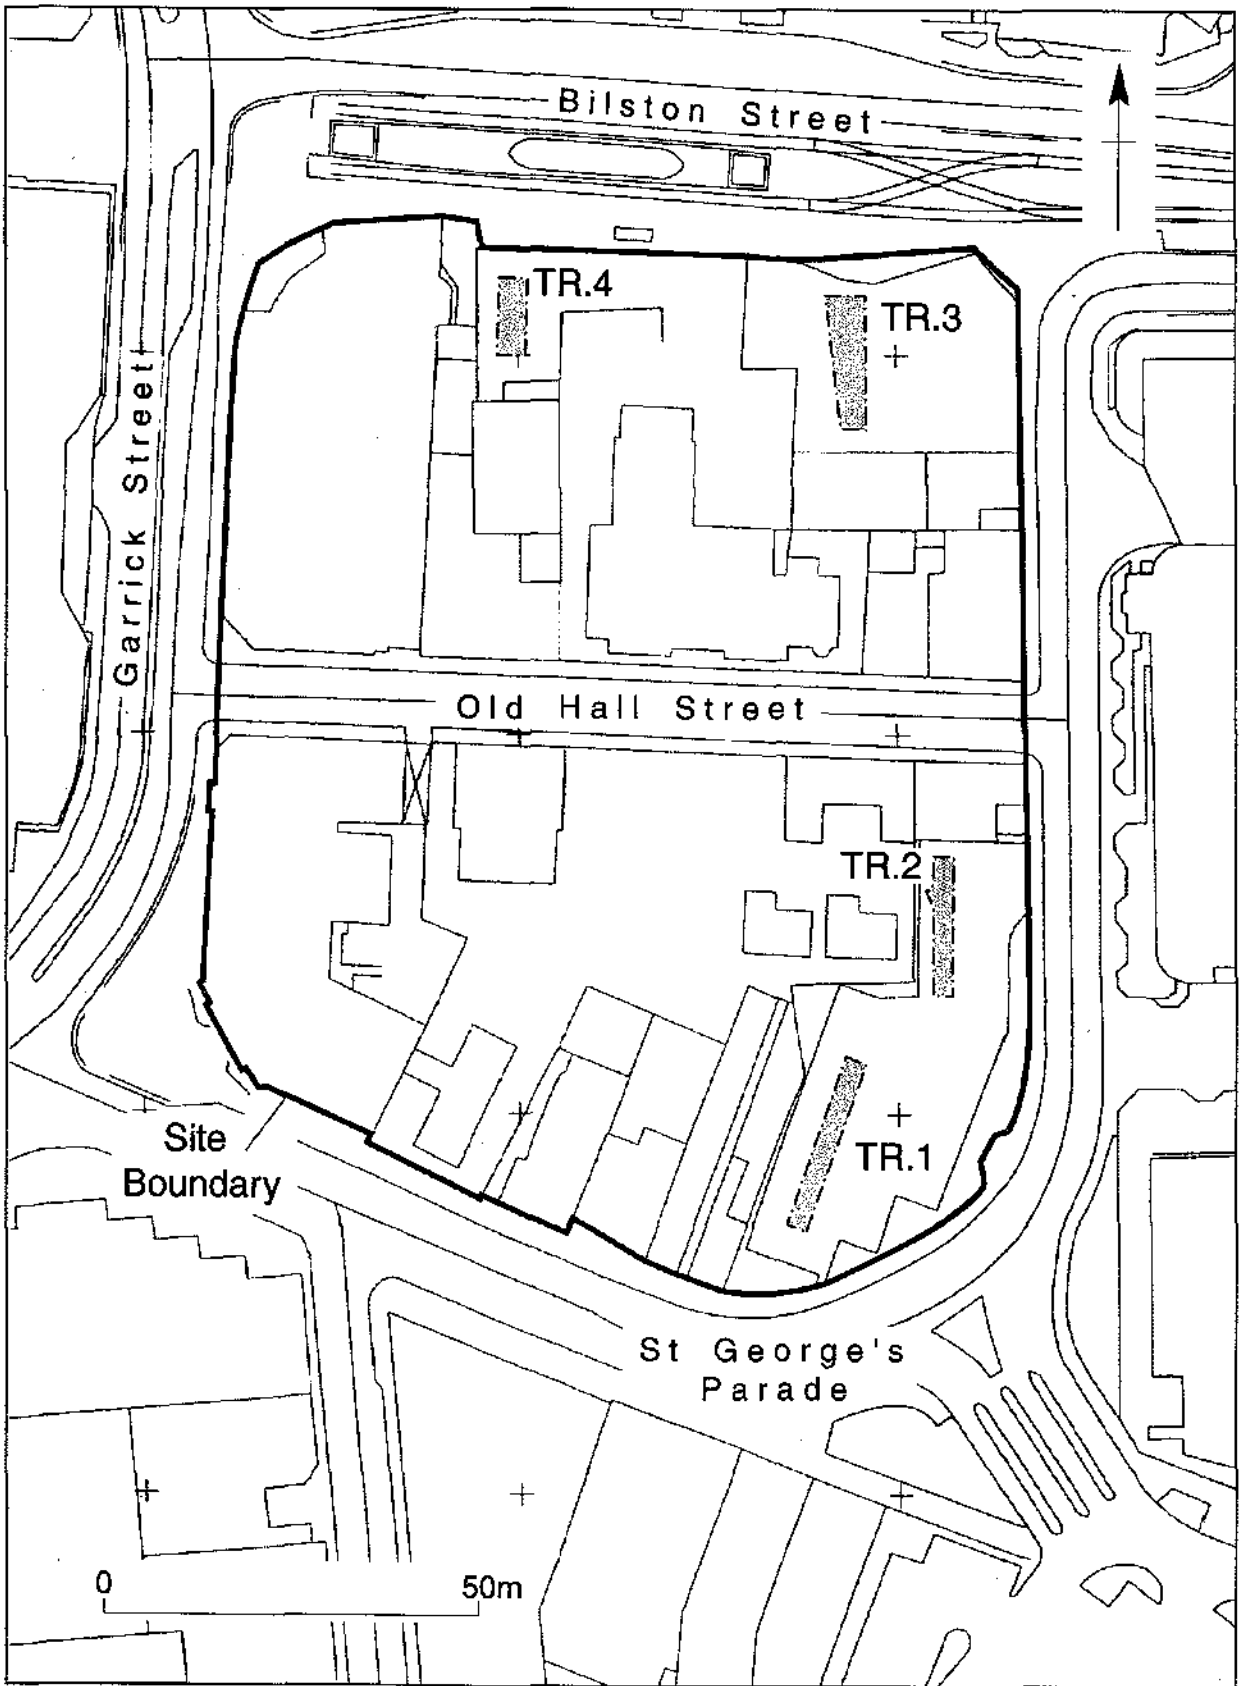 Bilston Street
TR.4
TR.3
Garrick Street
Old Hall Street
TR.2
TR.1
Site
Boundary
St George's
Parade
0 50m